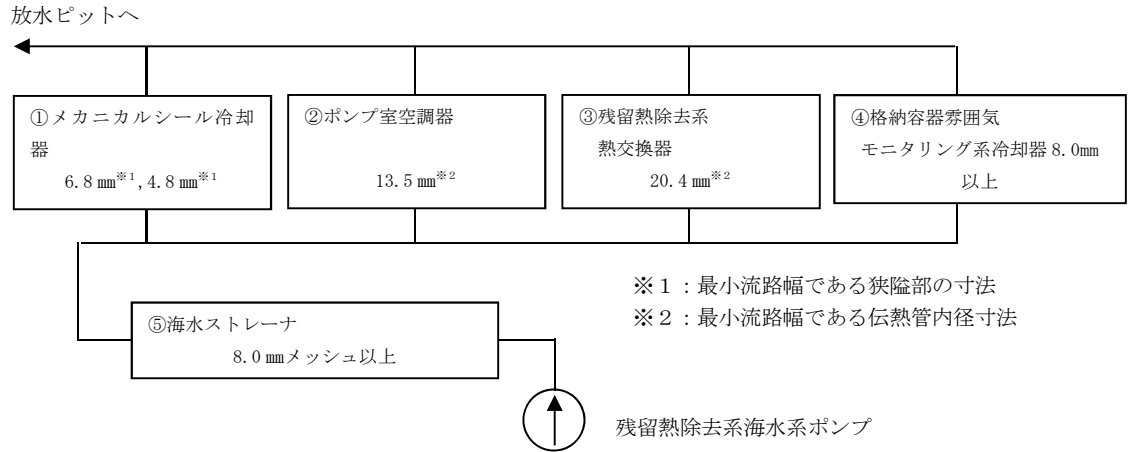 放水ピットへ
①メカニカルシール冷却
器
6.8㎜※1,4.8㎜※1
②ポンプ室空調器
13.5㎜※2
③残留熱除去系
熱交換器
20.4㎜※2
④格納容器雰囲気
モニタリング系冷却器8.0mm
以上
※1:最小流路幅である狭隘部の寸法
※2:最小流路幅である伝熱管内径寸法
⑤海水ストレーナ
8.0㎜メッシュ以上
残留熱除去系海水系ポンプ